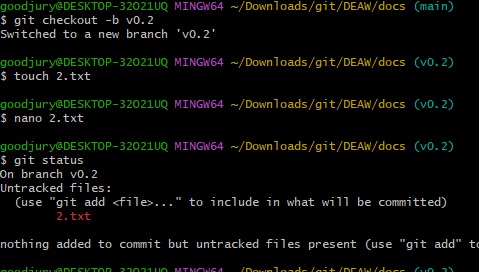 goodjury@DESKTOP-32O21UQ MINGW64 ~/Downloads/git/DEAW/docs (main)
$ git checkout -b v0.2
Switched to a new branch 'v0.2'
goodjury@DESKTOP-32O21UQ MINGW64 ~/Downloads/git/DEAW/docs (v0.2)
$ touch 2.txt
goodjury@DESKTOP-32O21UQ MINGW64 ~/Downloads/git/DEAW/docs (v0.2)
$ nano 2.txt
goodjury@DESKTOP-32O21UQ MINGW64 ~/Downloads/git/DEAW/docs (v0.2)
$ git status
On branch v0.2
Untracked files:
(use "git add <file>..." to include in what will be committed)
2.txt
nothing added to commit but untracked files present (use "git add" to
goodjury@DESKTOP-32O21UQ MINGW64 ~/Downloads/git/DEAW/docs (v0.2)